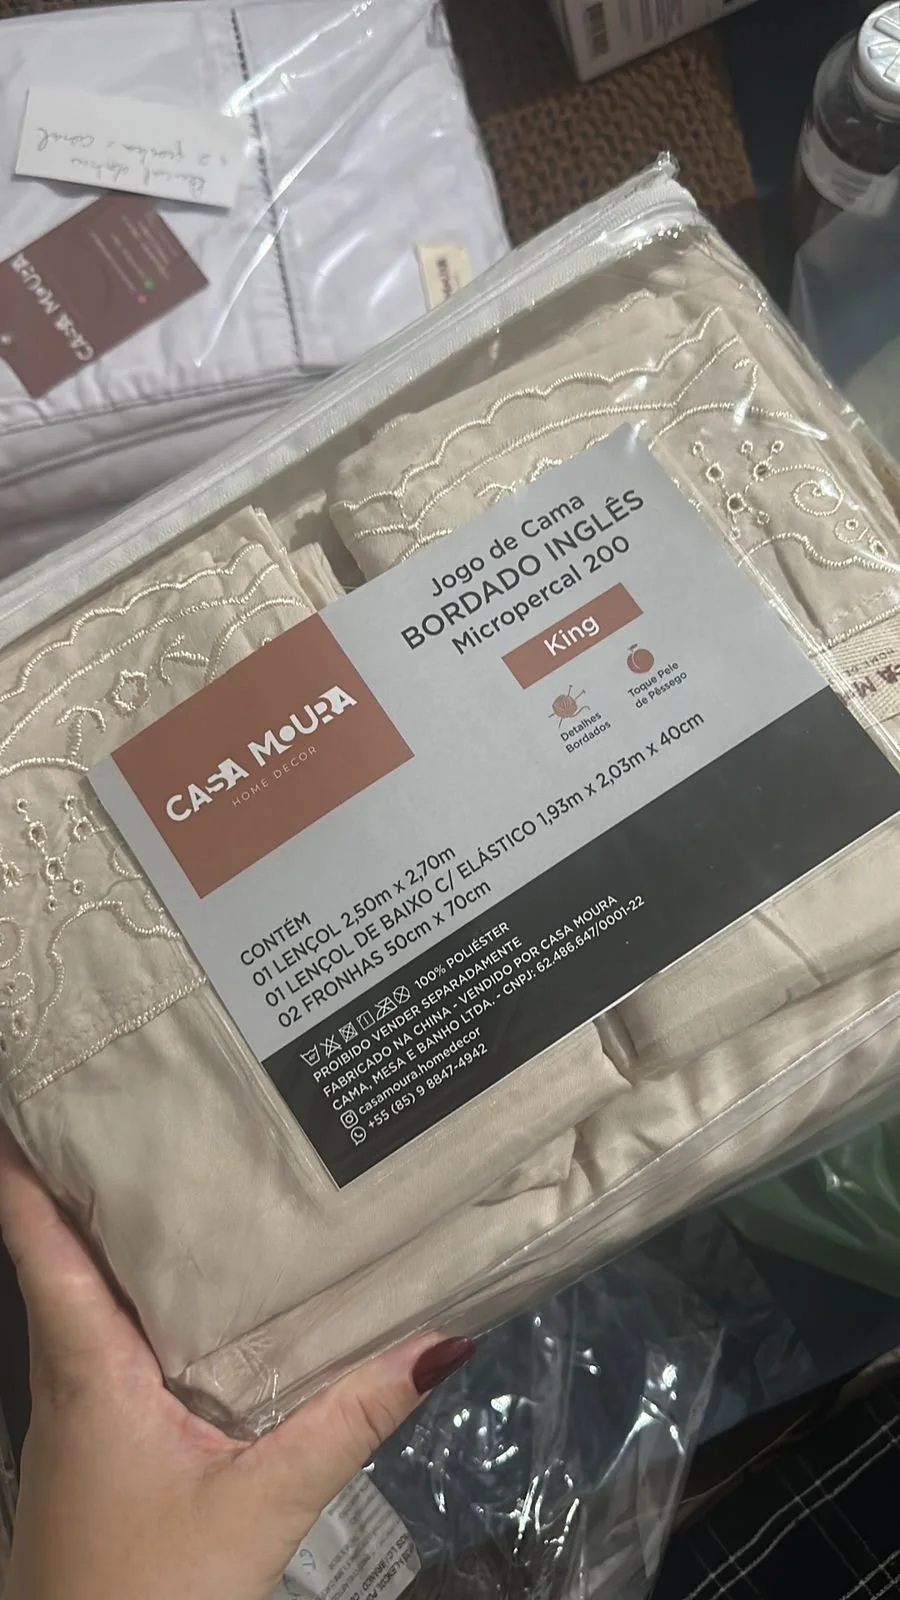 CASA MOURA
Jogo de Cama
BORDADO INGLÊS
Micropercal 200
King
Detalhes
Bordados
Toque Pele
de Pêssego
CASA MOURA
HOME DECOR
CONTÉM
01 LENÇOL 2,50m x 2,70m
01 LENÇOL DE BAIXO C/ ELÁSTICO 1,93m x 2,03m x 40cm
02 FRONHAS 50cm x 70cm
100% POLIÉSTER
PROIBIDO VENDER SEPARADAMENTE
FABRICADO NA CHINA - VENDIDO POR CASA MOURA
CAMA, MESA E BANHO LTDA. - CNPJ: 62.486.647/0001-22
casamoura.homedecor
+55 (85) 9 8847-4942